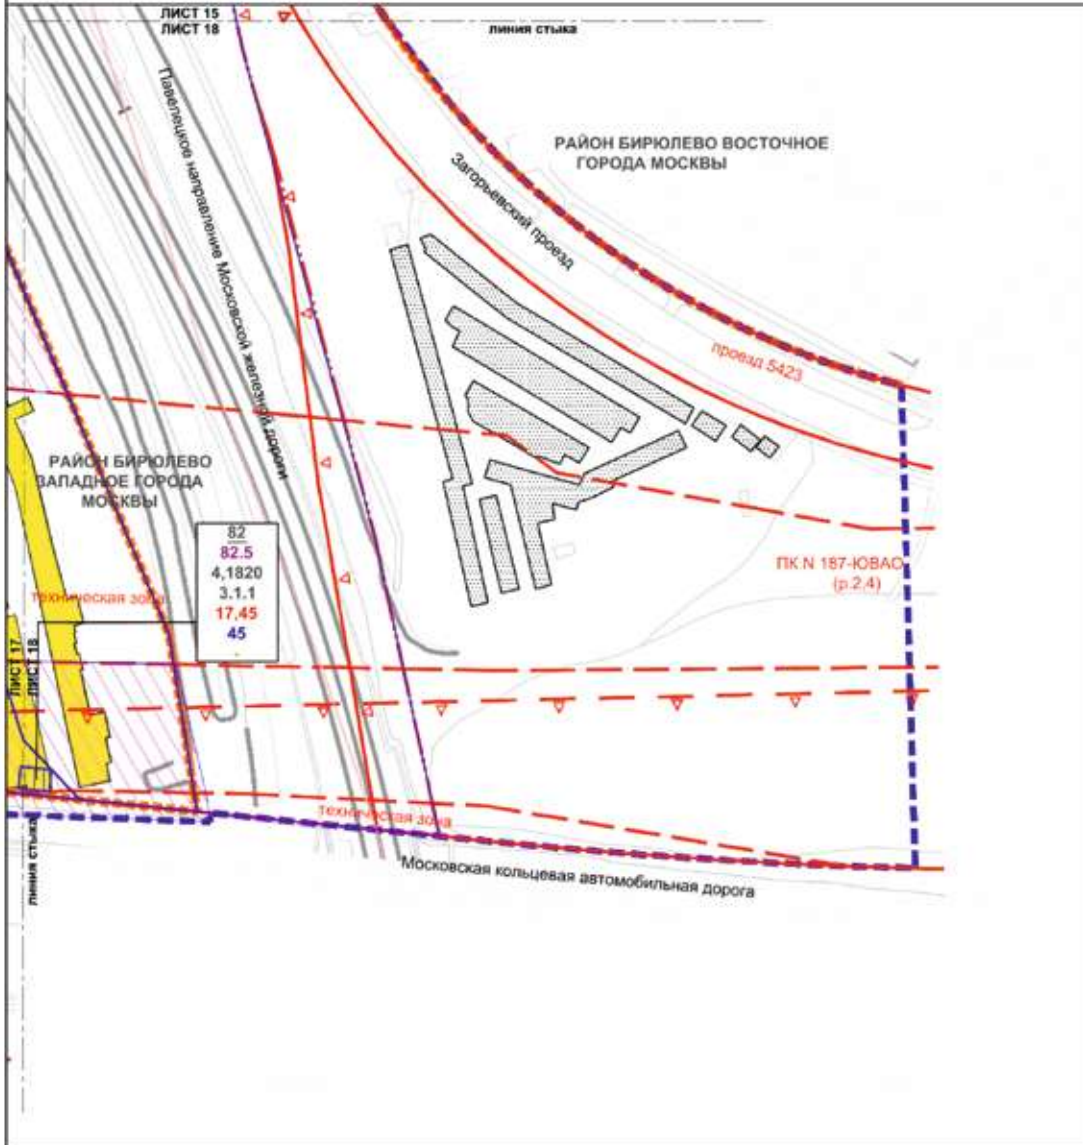 ЛИСТ 15
ЛИСТ 18
линия стыка
Павелецкое направление Московской железной дороги
РАЙОН БИРЮЛЕВО ВОСТОЧНОЕ
ГОРОДА МОСКВЫ
Загорьевский проезд
проезд 5423
РАЙОН БИРЮЛЕВО
ЗАПАДНОЕ ГОРОДА
МОСКВЫ
82
82.5
4,1820
3.1.1
17,45
45
-
ПК N 187-ЮВАО
(р.2.4)
техническая зона
ЛИСТ 17
ЛИСТ 18
техническая зона
линия стыка
Московская кольцевая автомобильная дорога